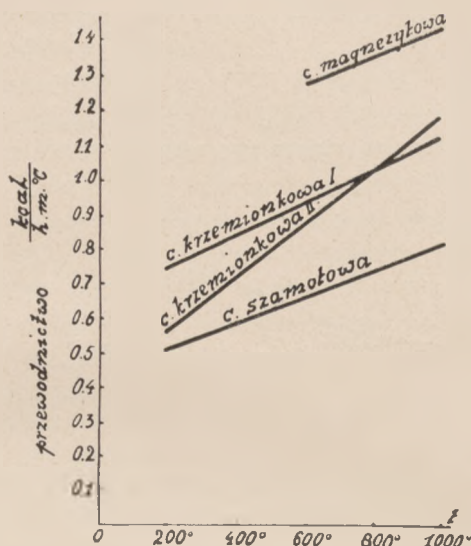 1.4
1.3
1.2
1.1
1.0
0.9
0.8
0.7
0.6
0.5
0.4
0.3
0.2
0.1
przewodnictwo kcal
h.m.°C
c. magnezytowa
c. krzemionkowa I
c. krzemionkowa II.
c. szamotowa
t
0 200° 400° 600° 800° 1000°